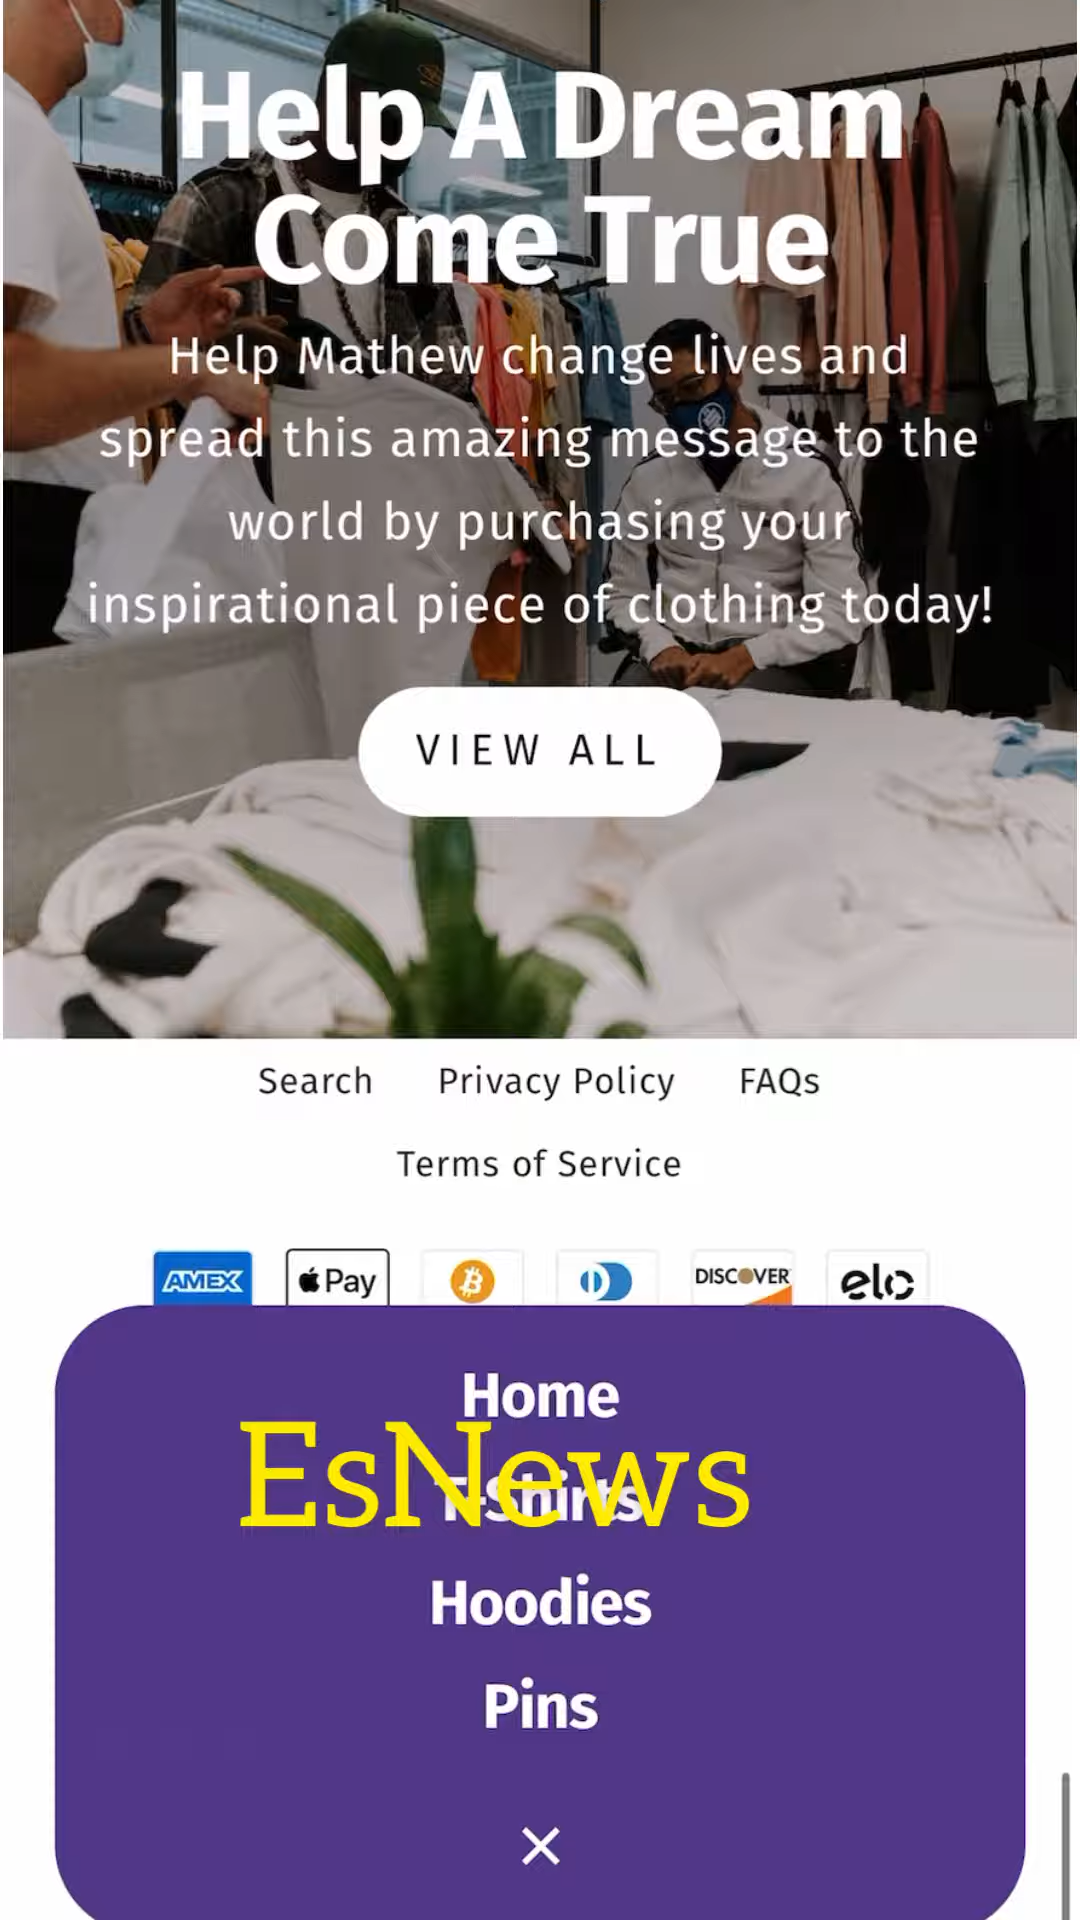 Help A Dream
Come True
Help Mathew change lives and
spread this amazing message to the
world by purchasing your
inspirational piece of clothing today!
VIEW ALL
Search Privacy Policy FAQs
Terms of Service
AMEX Pay DISCOVER elo
Home
EsNews
T-Shirts
Hoodies
Pins